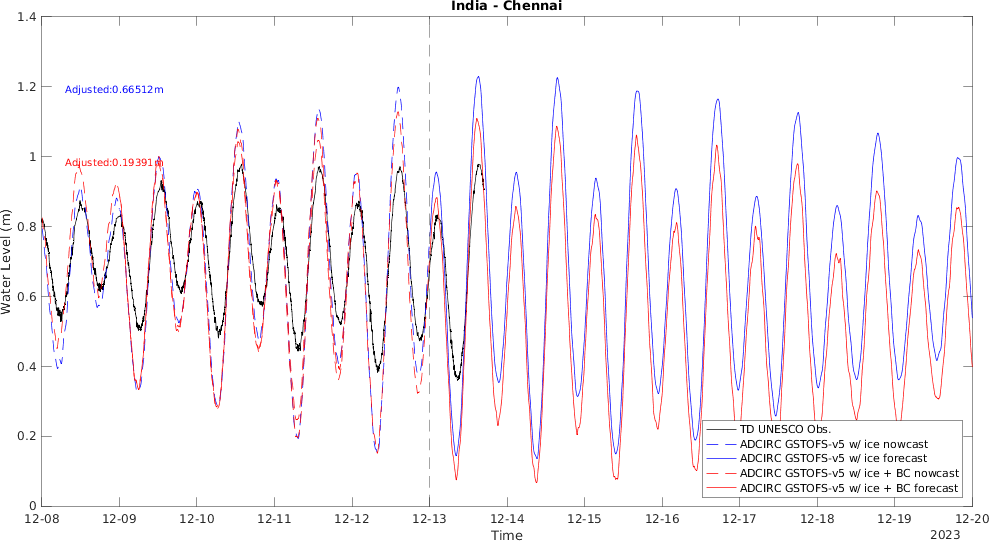 India - Chennai
1.4
1.2
1
0.8
0.6
0.4
0.2
0
Water Level (m)
Adjusted:0.66512m
Adjusted:0.19391m
TD UNESCO Obs.
ADCIRC GSTOFS-v5 w/ ice nowcast
ADCIRC GSTOFS-v5 w/ ice forecast
ADCIRC GSTOFS-v5 w/ ice + BC nowcast
ADCIRC GSTOFS-v5 w/ ice + BC forecast
12-08 12-09 12-10 12-11 12-12 12-13 12-14 12-15 12-16 12-17 12-18 12-19 12-20
Time
2023